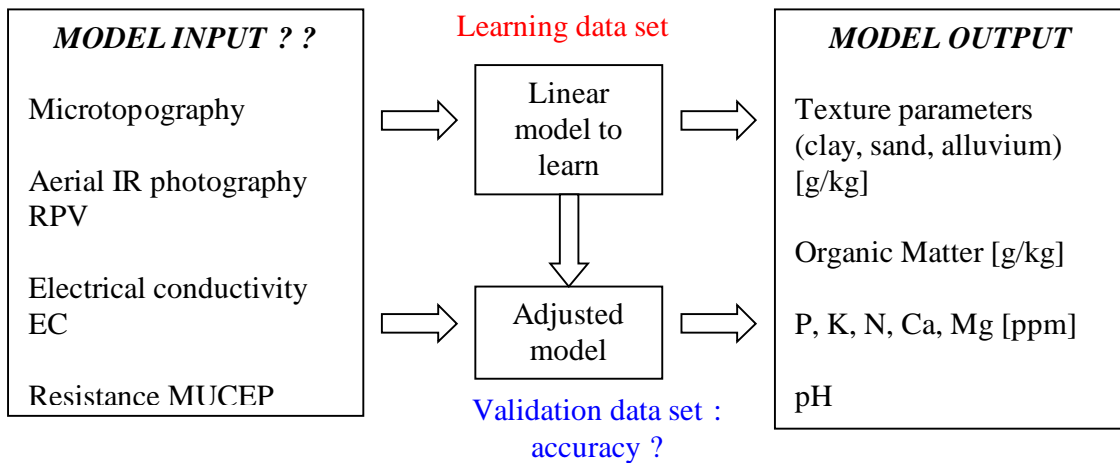 MODEL INPUT ? ?
Microtopography
Aerial IR photography
RPV
Electrical conductivity
EC
Resistance MUCEP
Learning data set
Linear
model to
learn
Adjusted
model
Validation data set :
accuracy ?
MODEL OUTPUT
Texture parameters
(clay, sand, alluvium)
[g/kg]
Organic Matter [g/kg]
P, K, N, Ca, Mg [ppm]
pH